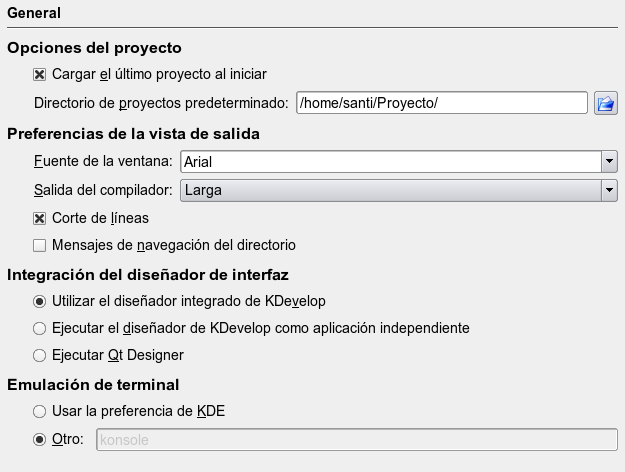 General
Opciones del proyecto
Cargar el último proyecto al iniciar
Directorio de proyectos predeterminado: /home/santi/Proyecto/
Preferencias de la vista de salida
Fuente de la ventana: Arial
Salida del compilador: Larga
Corte de líneas
Mensajes de navegación del directorio
Integración del diseñador de interfaz
Utilizar el diseñador integrado de KDevelop
Ejecutar el diseñador de KDevelop como aplicación independiente
Ejecutar Qt Designer
Emulación de terminal
Usar la preferencia de KDE
Otro: konsole